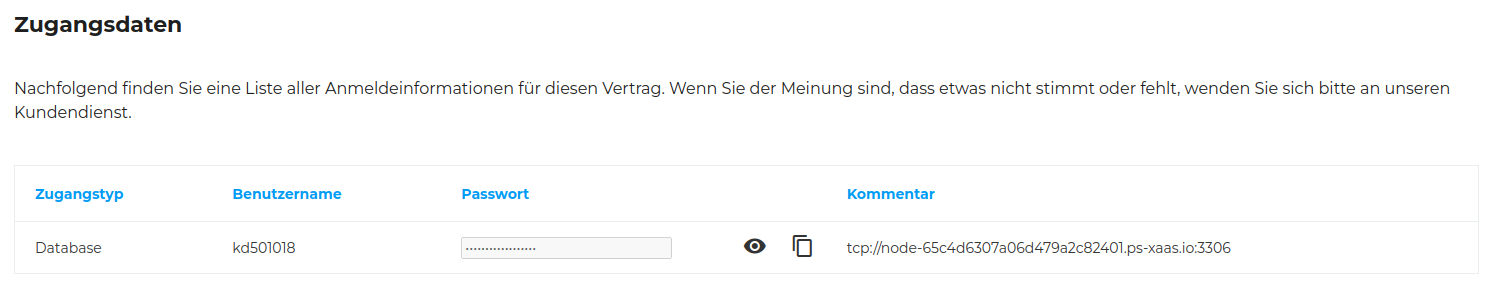 Zugangsdaten
Nachfolgend finden Sie eine Liste aller Anmeldeinformationen für diesen Vertrag. Wenn Sie der Meinung sind, dass etwas nicht stimmt oder fehlt, wenden Sie sich bitte an unseren
Kundendienst.
Zugangstyp Benutzername Passwort Kommentar
Database kd501018 ·················· tcp://node-65c4d6307a06d479a2c82401.ps-xaas.io:3306